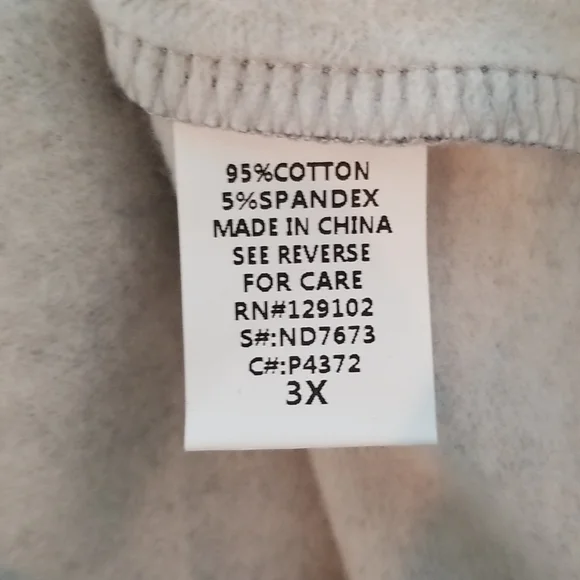 95%COTTON
5%SPANDEX
MADE IN CHINA
SEE REVERSE
FOR CARE
RN#129102
S#:ND7673
C#:P4372
3X